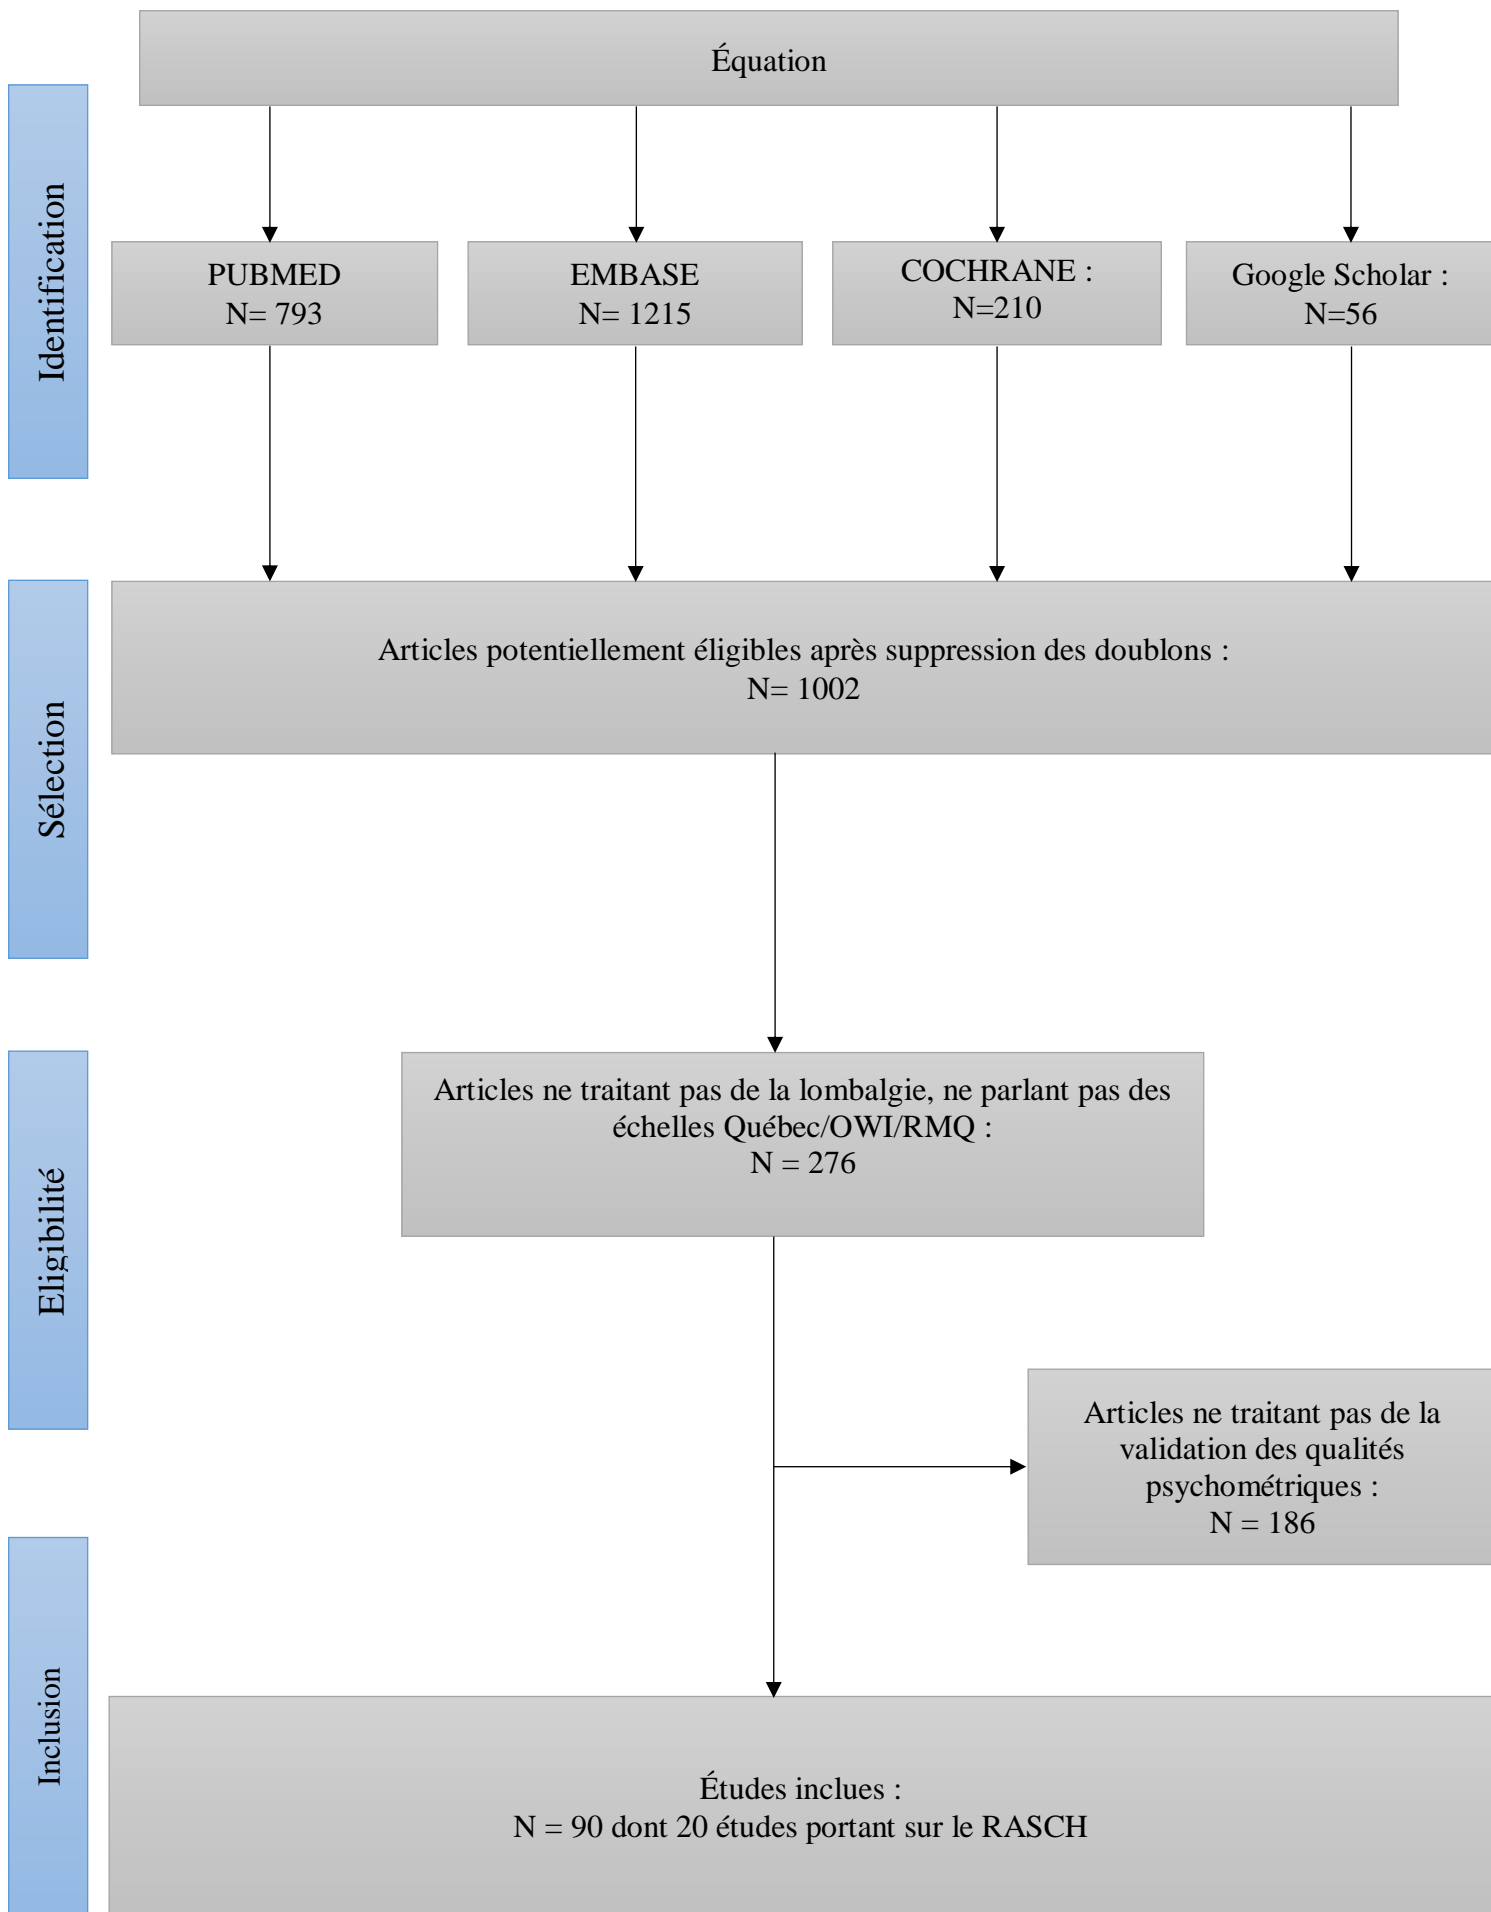 Équation
Identification
PUBMED
N= 793
EMBASE
N= 1215
COCHRANE :
N=210
Google Scholar :
N=56
Sélection
Articles potentiellement éligibles après suppression des doublons :
N= 1002
Eligibilité
Articles ne traitant pas de la lombalgie, ne parlant pas des
échelles Québec/OWI/RMQ :
N = 276
Articles ne traitant pas de la
validation des qualités
psychométriques :
N = 186
Inclusion
Études inclues :
N = 90 dont 20 études portant sur le RASCH